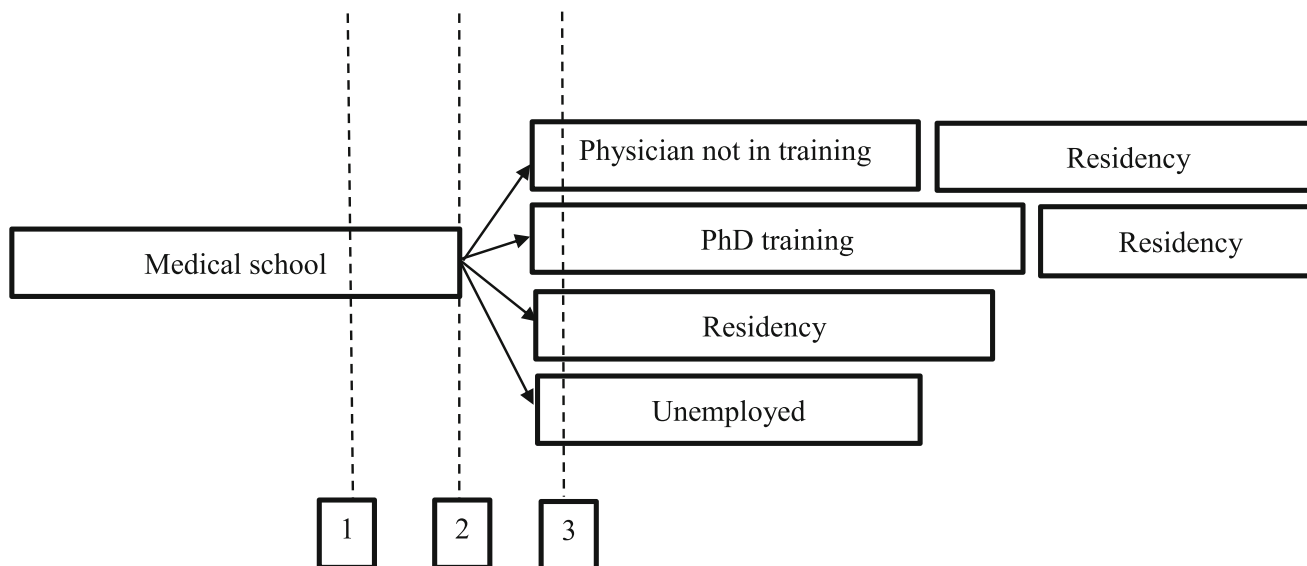 Physician not in training
Residency
PhD training
Residency
Medical school
Residency
Unemployed
1
2
3